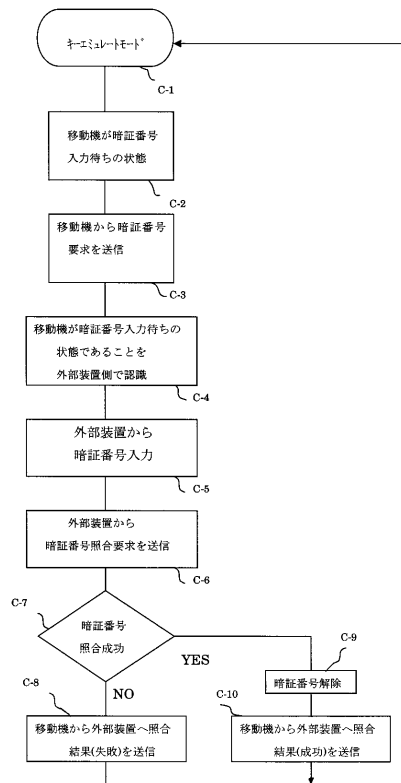 ｷｰｴﾐｭﾚｰﾄﾓｰﾄﾞ
C-1
移動機が暗証番号
入力待ちの状態
C-2
移動機から暗証番号
要求を送信
C-3
移動機が暗証番号入力待ちの
状態であることを
外部装置側で認識
C-4
外部装置から
暗証番号入力
C-5
外部装置から
暗証番号照合要求を送信
C-6
C-7
暗証番号
照合成功
YES
NO
C-9
暗証番号解除
C-8
移動機から外部装置へ照合
結果(失敗)を送信
C-10
移動機から外部装置へ照合
結果(成功)を送信